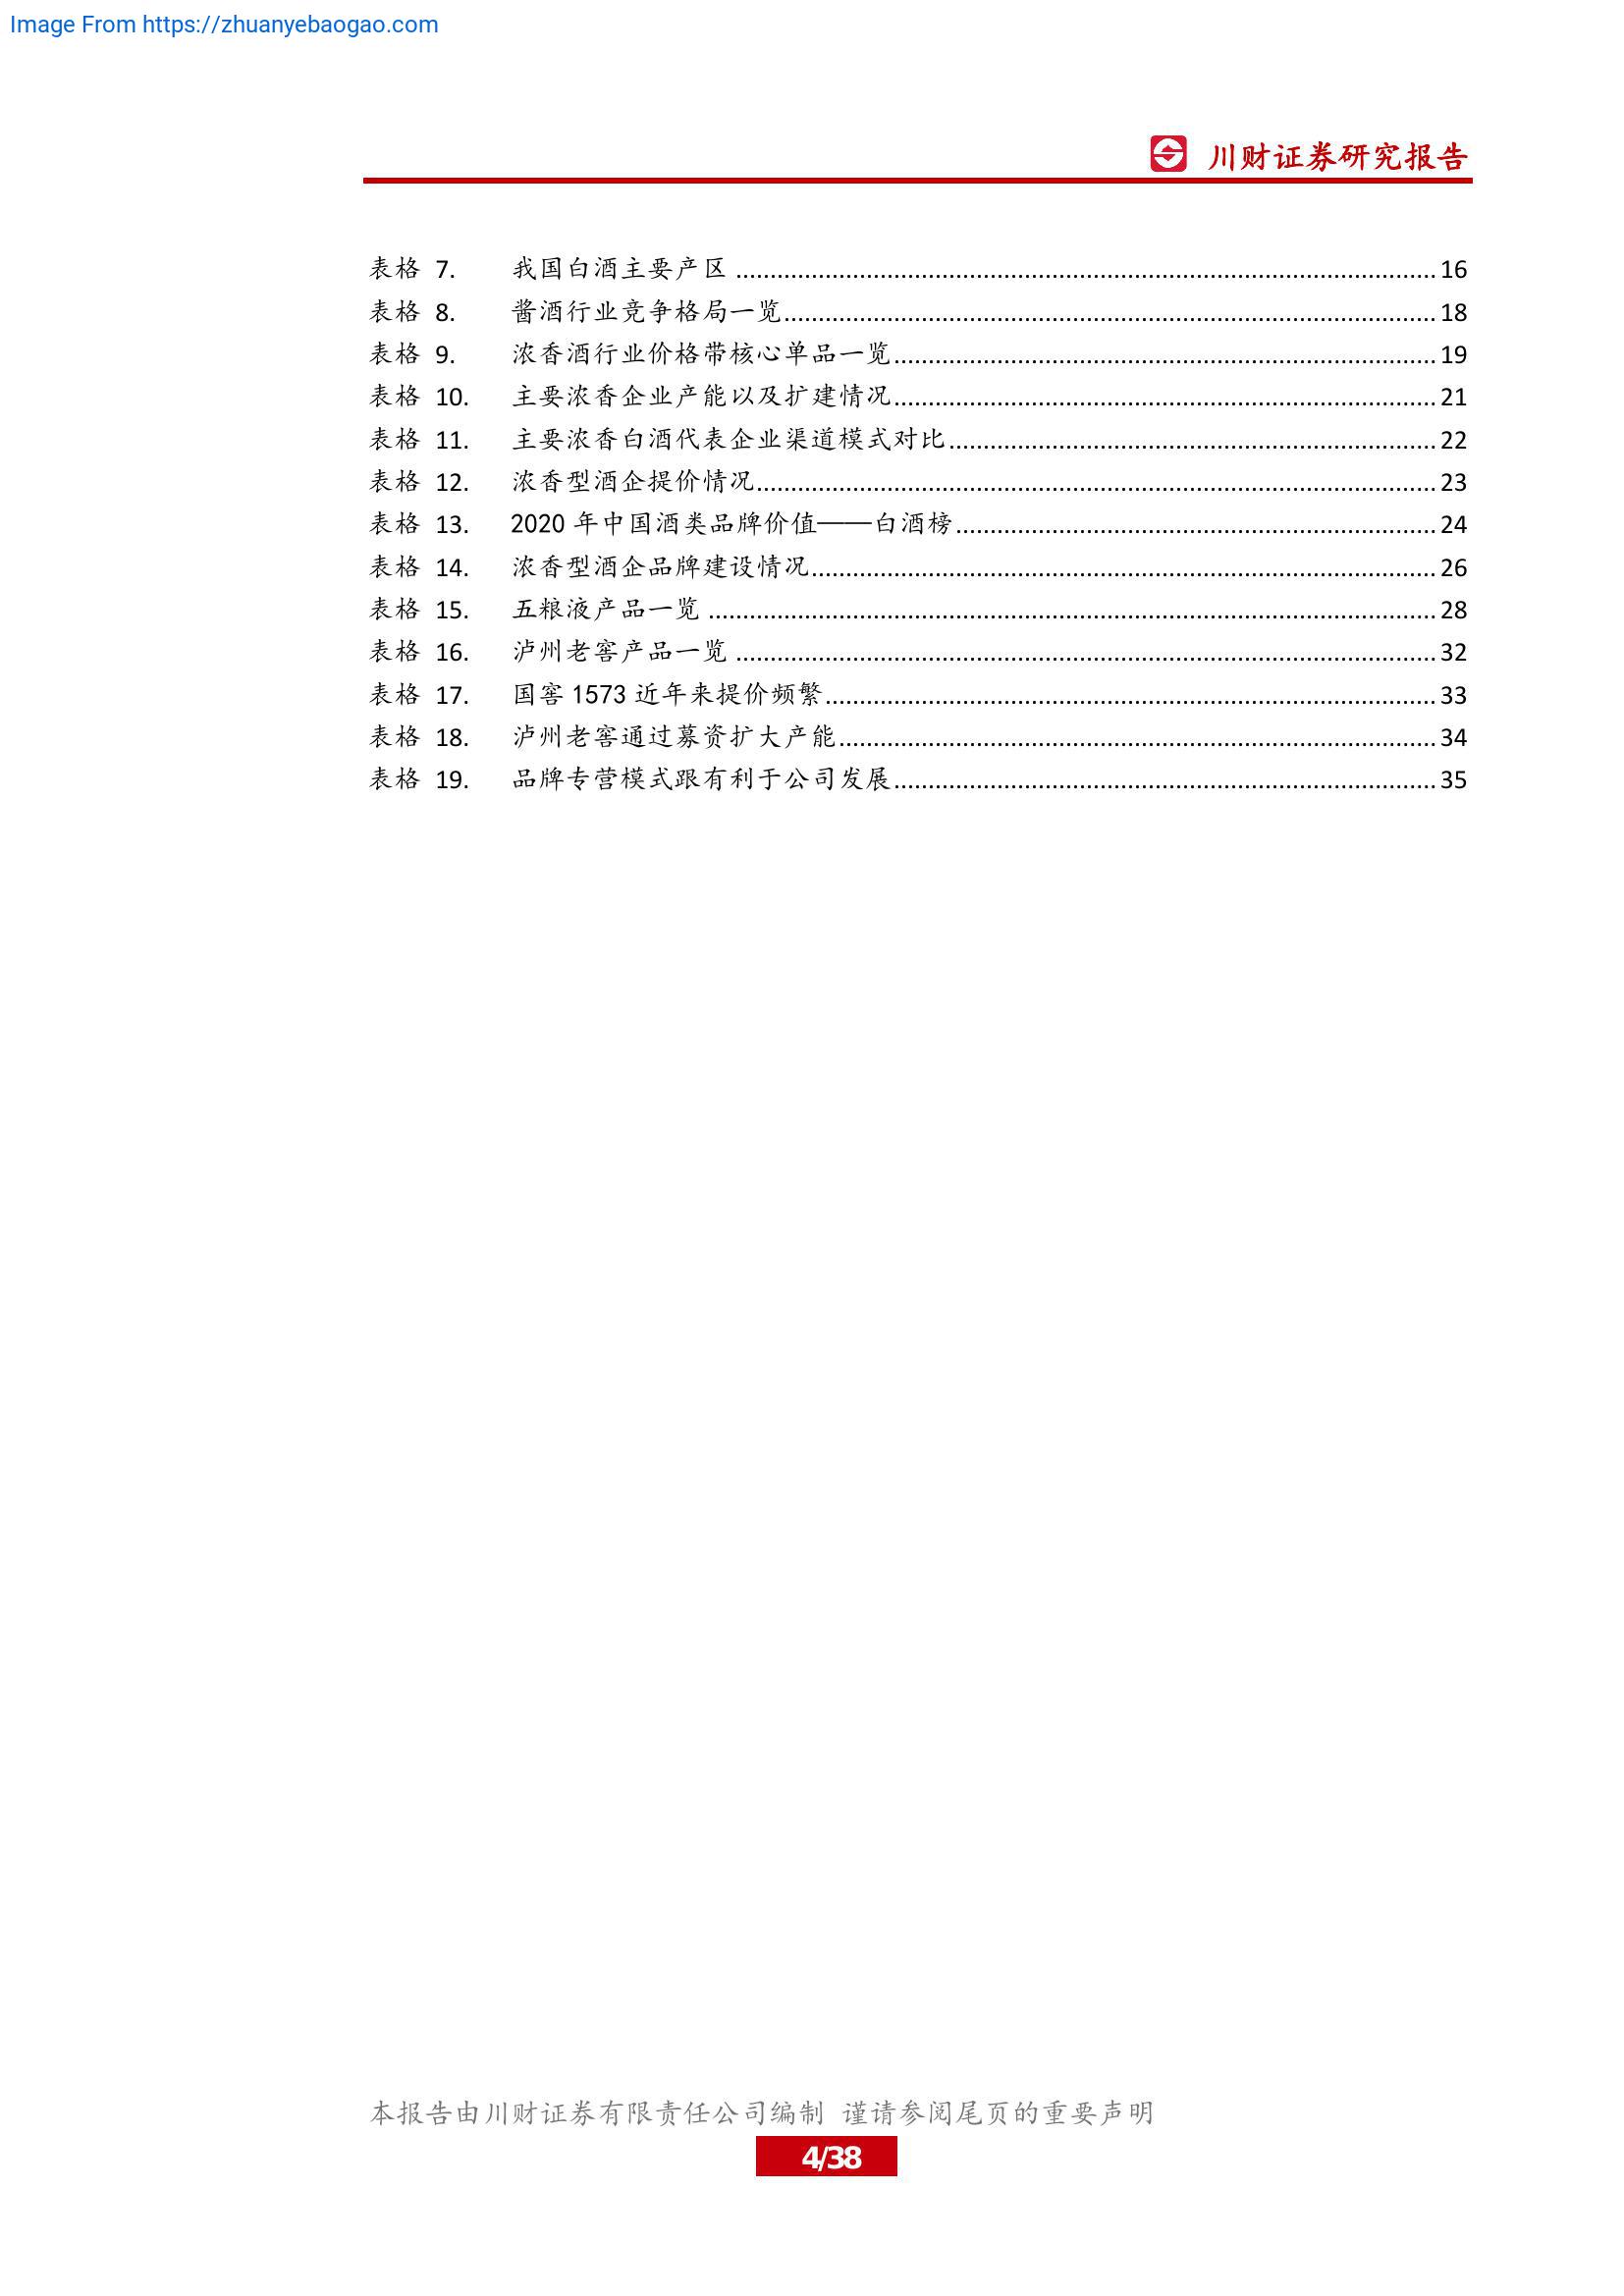 Image From https://zhuanyebaogao.com
川财证券研究报告
表格 7. 我国白酒主要产区 16
表格 8. 酱酒行业竞争格局一览 18
表格 9. 浓香酒行业价格带核心单品一览 19
表格 10. 主要浓香企业产能以及扩建情况 21
表格 11. 主要浓香白酒代表企业渠道模式对比 22
表格 12. 浓香型酒企提价情况 23
表格 13. 2020 年中国酒类品牌价值——白酒榜 24
表格 14. 浓香型酒企品牌建设情况 26
表格 15. 五粮液产品一览 28
表格 16. 泸州老窖产品一览 32
表格 17. 国窖 1573 近年来提价频繁 33
表格 18. 泸州老窖通过募资扩大产能 34
表格 19. 品牌专营模式跟有利于公司发展 35
本报告由川财证券有限责任公司编制 谨请参阅尾页的重要声明
4/38